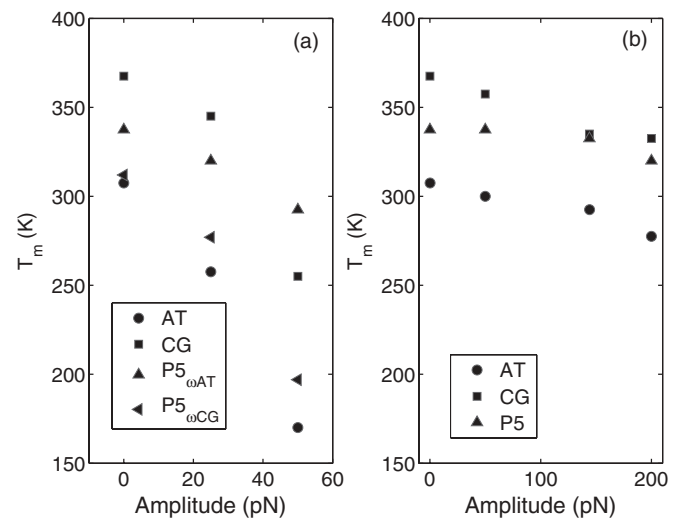 400
350
300
250
200
150
T_m (K)
(a)
AT
CG
P5_ωAT
P5_ωCG
0 20 40 60
Amplitude (pN)
400
350
300
250
200
150
T_m (K)
(b)
AT
CG
P5
0 100 200
Amplitude (pN)